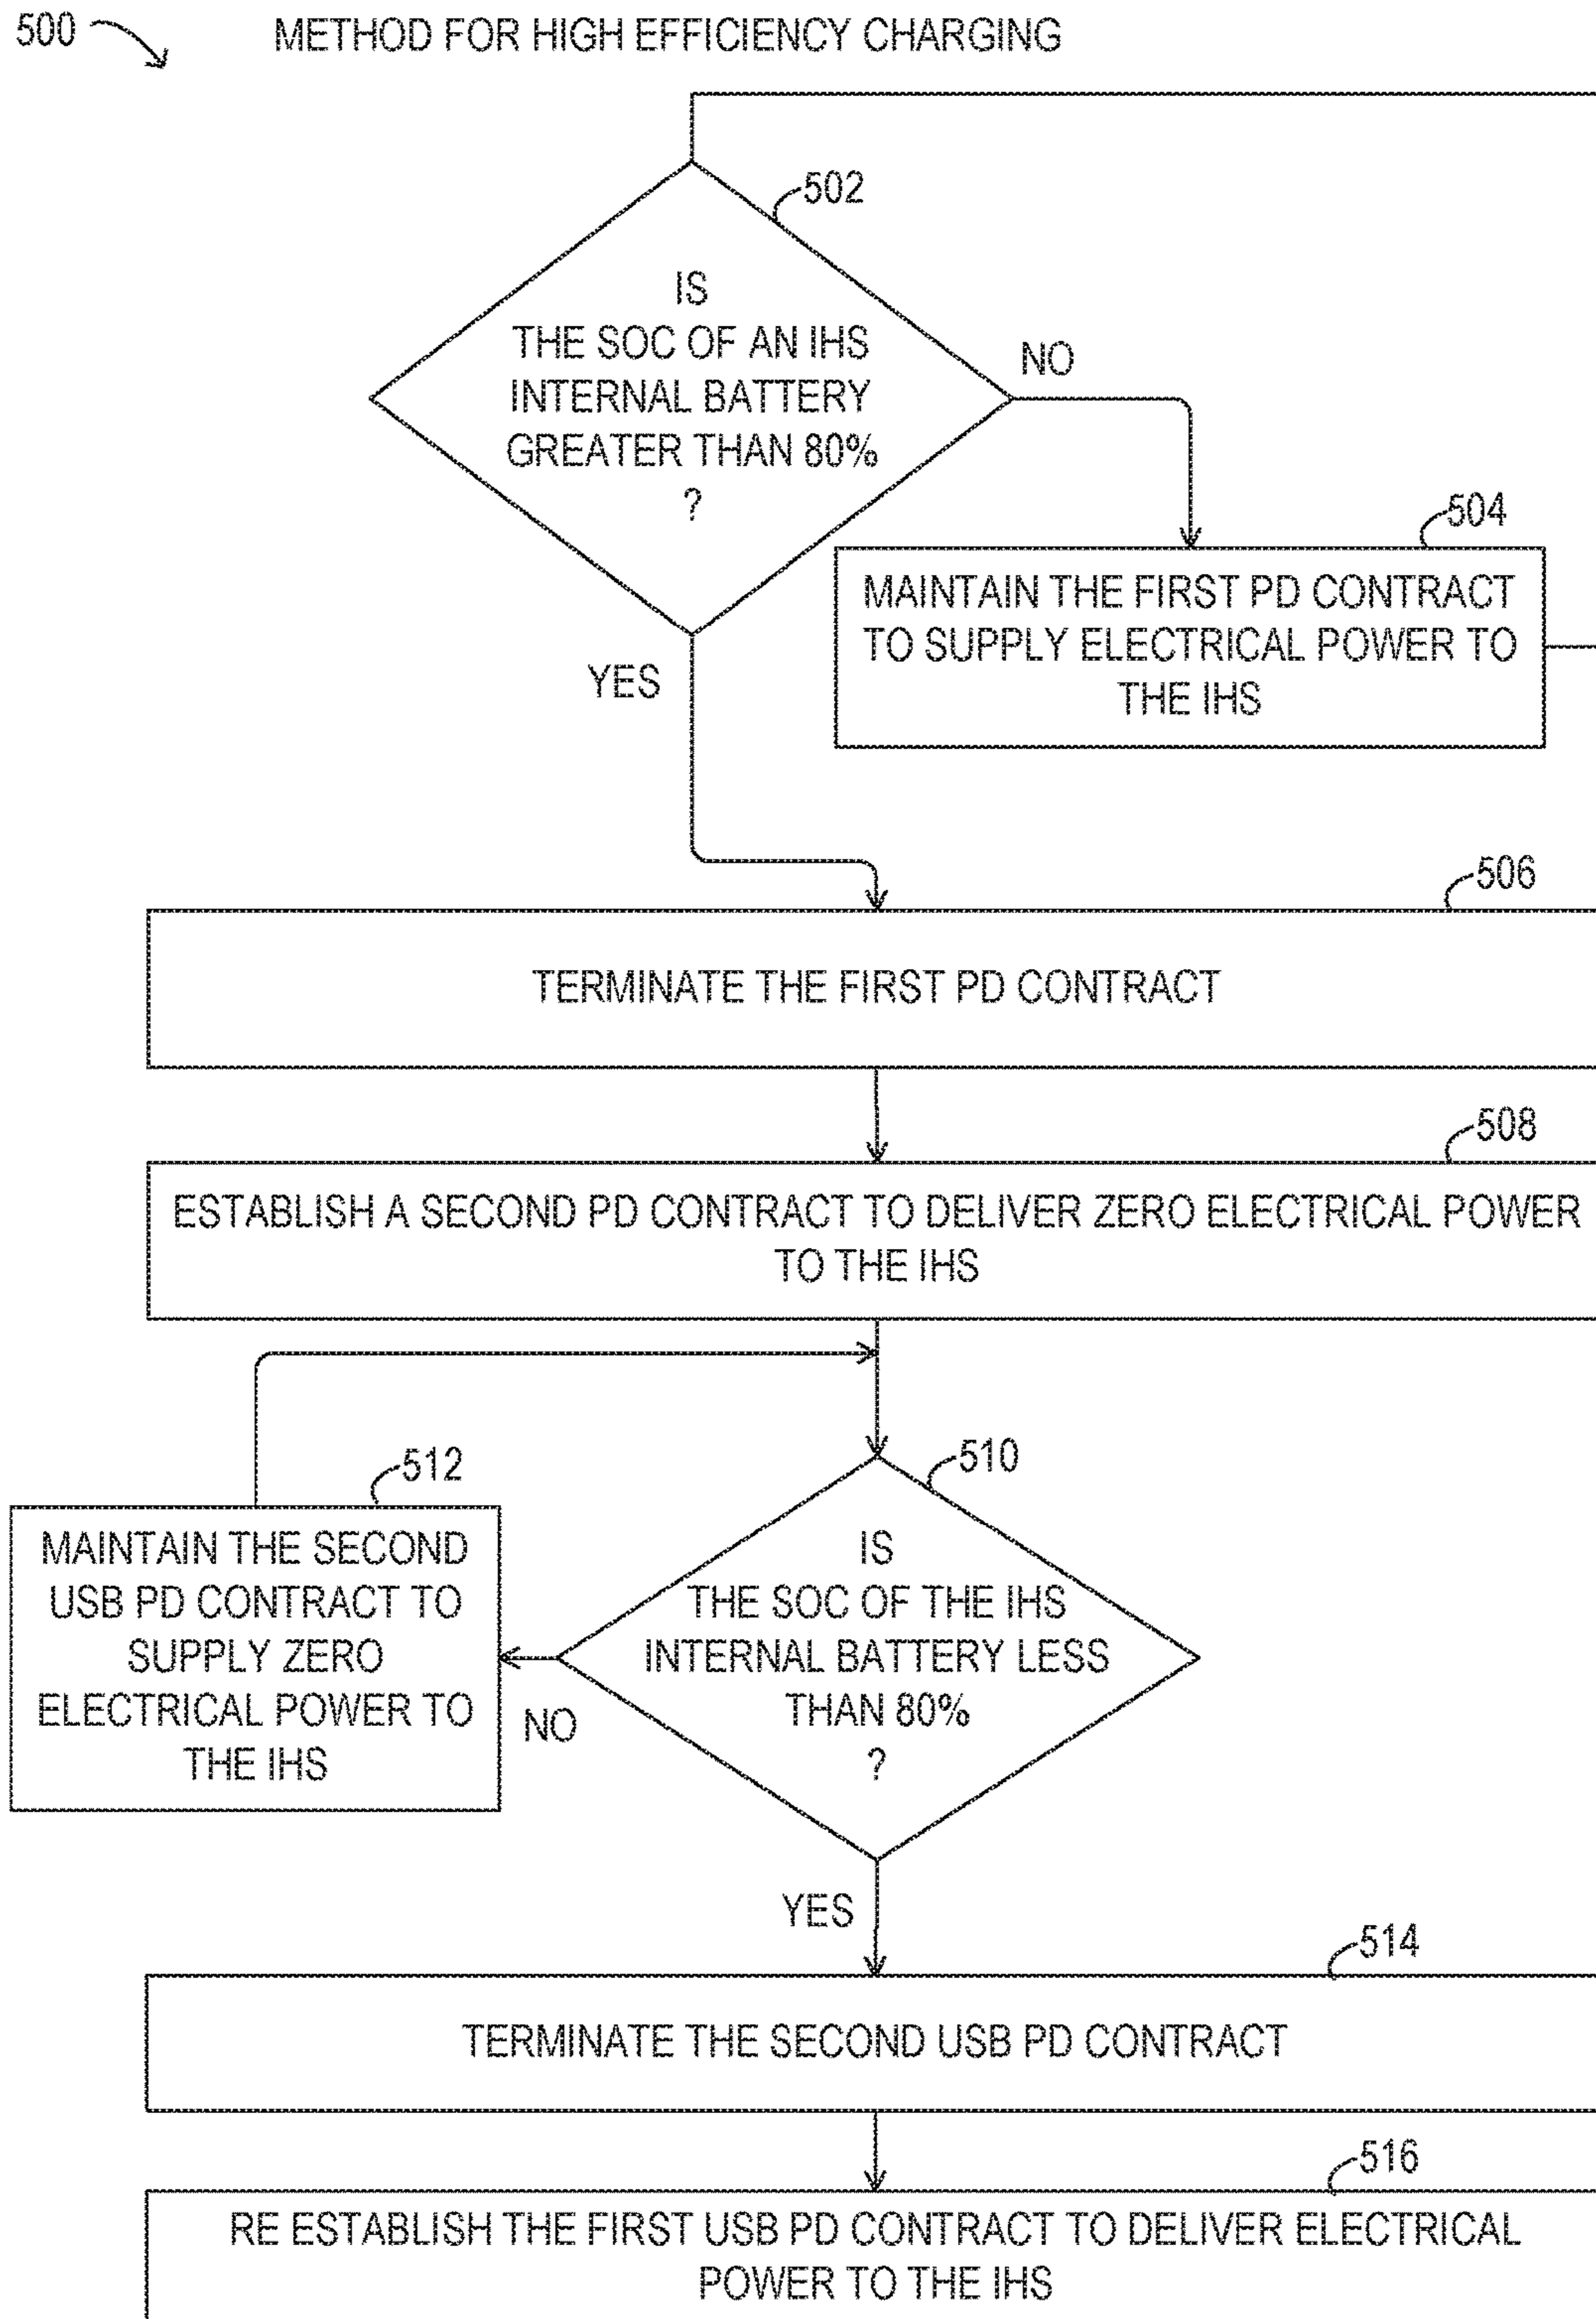 500
METHOD FOR HIGH EFFICIENCY CHARGING
502
IS
THE SOC OF AN IHS
INTERNAL BATTERY
GREATER THAN 80%
?
NO
504
MAINTAIN THE FIRST PD CONTRACT
TO SUPPLY ELECTRICAL POWER TO
THE IHS
YES
506
TERMINATE THE FIRST PD CONTRACT
508
ESTABLISH A SECOND PD CONTRACT TO DELIVER ZERO ELECTRICAL POWER
TO THE IHS
510
IS
THE SOC OF THE IHS
INTERNAL BATTERY LESS
THAN 80%
?
NO
512
MAINTAIN THE SECOND
USB PD CONTRACT TO
SUPPLY ZERO
ELECTRICAL POWER TO
THE IHS
YES
514
TERMINATE THE SECOND USB PD CONTRACT
516
RE ESTABLISH THE FIRST USB PD CONTRACT TO DELIVER ELECTRICAL
POWER TO THE IHS